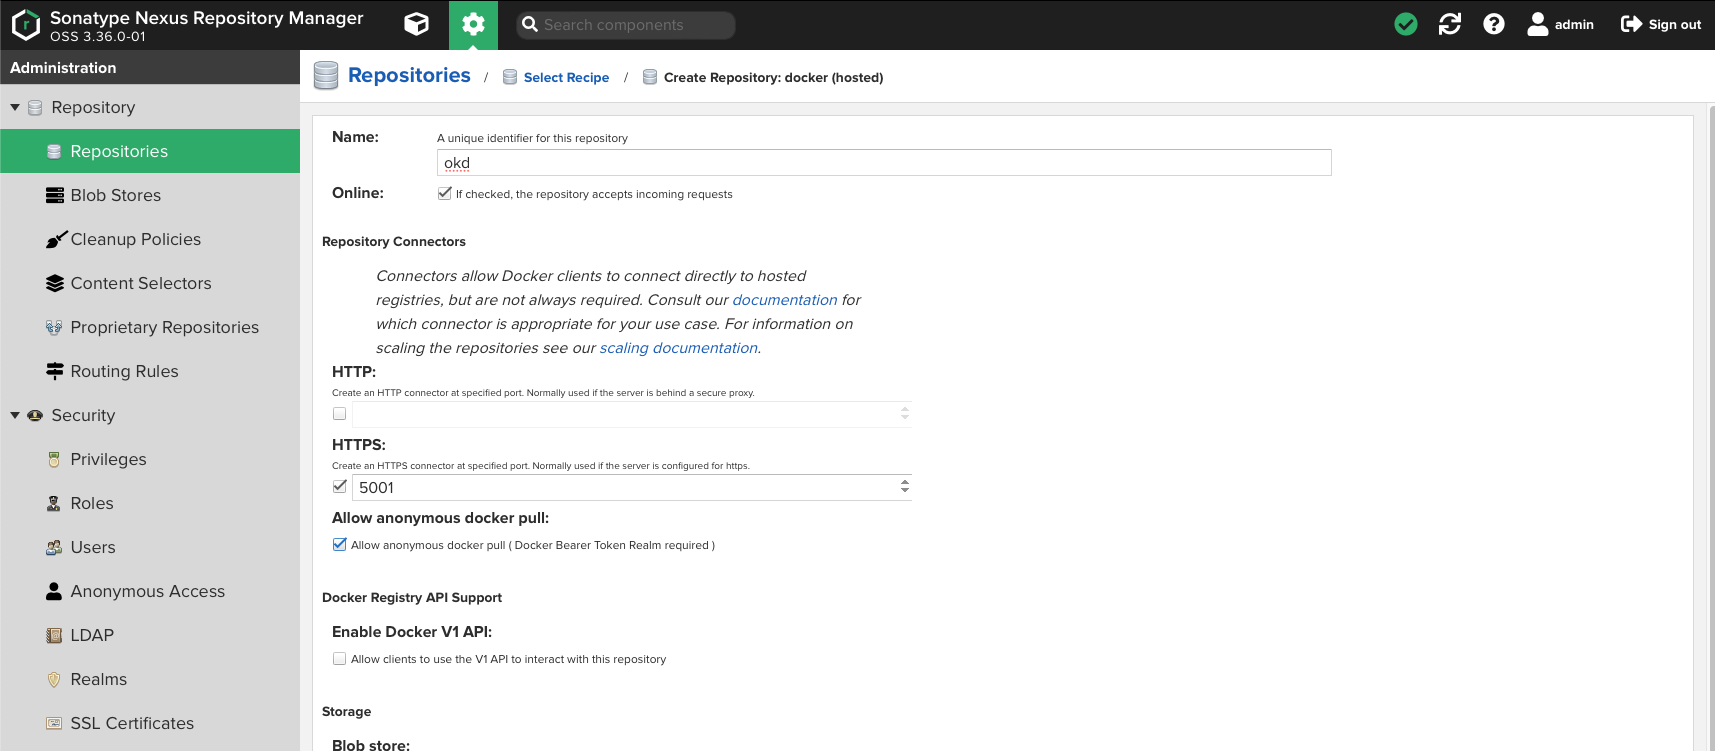 Sonatype Nexus Repository Manager
OSS 3.36.0-01
Search components
admin
Sign out
Administration
Repository
Repositories
Blob Stores
Cleanup Policies
Content Selectors
Proprietary Repositories
Routing Rules
Security
Privileges
Roles
Users
Anonymous Access
LDAP
Realms
SSL Certificates
Repositories / Select Recipe / Create Repository: docker (hosted)
Name: A unique identifier for this repository
okd
Online: If checked, the repository accepts incoming requests
Repository Connectors
Connectors allow Docker clients to connect directly to hosted
registries, but are not always required. Consult our documentation for
which connector is appropriate for your use case. For information on
scaling the repositories see our scaling documentation.
HTTP:
Create an HTTP connector at specified port. Normally used if the server is behind a secure proxy.
HTTPS:
Create an HTTPS connector at specified port. Normally used if the server is configured for https.
5001
Allow anonymous docker pull:
Allow anonymous docker pull ( Docker Bearer Token Realm required )
Docker Registry API Support
Enable Docker V1 API:
Allow clients to use the V1 API to interact with this repository
Storage
Blob store: